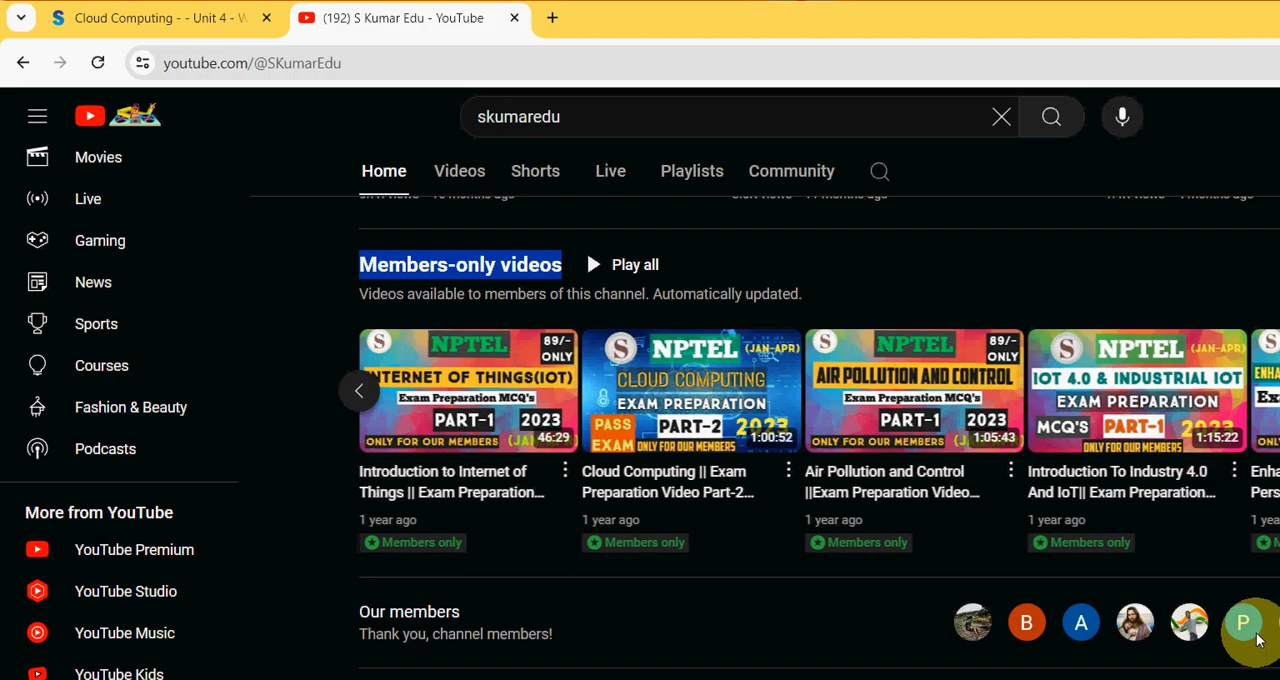 Cloud Computing - - Unit 4 - W
(192) S Kumar Edu - YouTube
youtube.com/@SKumarEdu
skumaredu
Movies
Home Videos Shorts Live Playlists Community
Live
Gaming
Members-only videos Play all
News
Videos available to members of this channel. Automatically updated.
Sports
Courses
Fashion & Beauty
Podcasts
S NPTEL 89/- ONLY
INTERNET OF THINGS(IOT)
Exam Preparation MCQ's
PART-1 2023
ONLY FOR OUR MEMBERS 46:29
S NPTEL (JAN-APR)
CLOUD COMPUTING
EXAM PREPARATION
PASS EXAM PART-2 2023
ONLY FOR OUR MEMBERS 1:00:52
S NPTEL 89/- ONLY
AIR POLLUTION AND CONTROL
Exam Preparation MCQ's
PART-1 2023
ONLY FOR OUR MEMBERS 1:05:43
S NPTEL (JAN-APR)
IOT 4.0 & INDUSTRIAL IOT
EXAM PREPARATION
MCQ'S PART-1 2023
ONLY FOR OUR MEMBERS 1:15:22
Introduction to Internet of
Things || Exam Preparation...
1 year ago
Members only
Cloud Computing || Exam
Preparation Video Part-2...
1 year ago
Members only
Air Pollution and Control
||Exam Preparation Video...
1 year ago
Members only
Introduction To Industry 4.0
And IoT|| Exam Preparation...
1 year ago
Members only
More from YouTube
YouTube Premium
YouTube Studio
YouTube Music
YouTube Kids
Our members
Thank you, channel members!
B A P